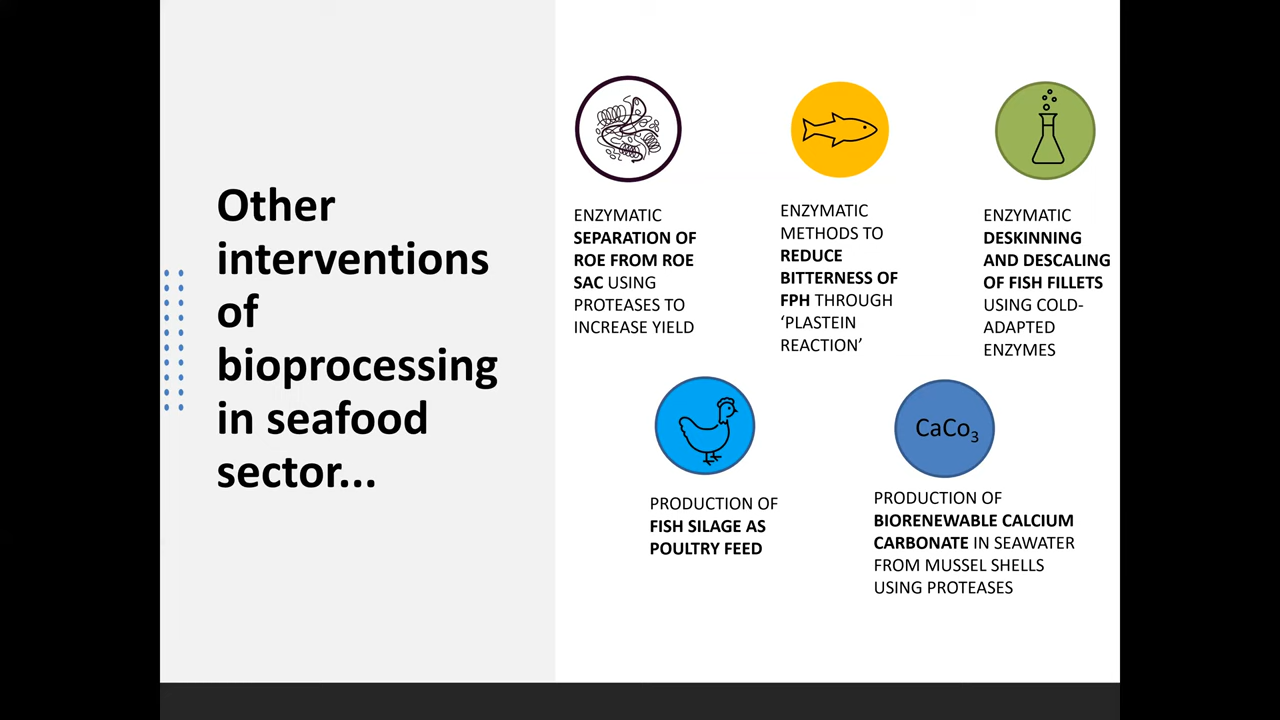 Other
interventions
of
bioprocessing
in seafood
sector...
ENZYMATIC
SEPARATION OF
ROE FROM ROE
SAC USING
PROTEASES TO
INCREASE YIELD
ENZYMATIC
METHODS TO
REDUCE
BITTERNESS OF
FPH THROUGH
‘PLASTEIN
REACTION’
ENZYMATIC
DESKINNING
AND DESCALING
OF FISH FILLETS
USING COLD-
ADAPTED
ENZYMES
PRODUCTION OF
FISH SILAGE AS
POULTRY FEED
CaCo3
PRODUCTION OF
BIORENEWABLE CALCIUM
CARBONATE IN SEAWATER
FROM MUSSEL SHELLS
USING PROTEASES